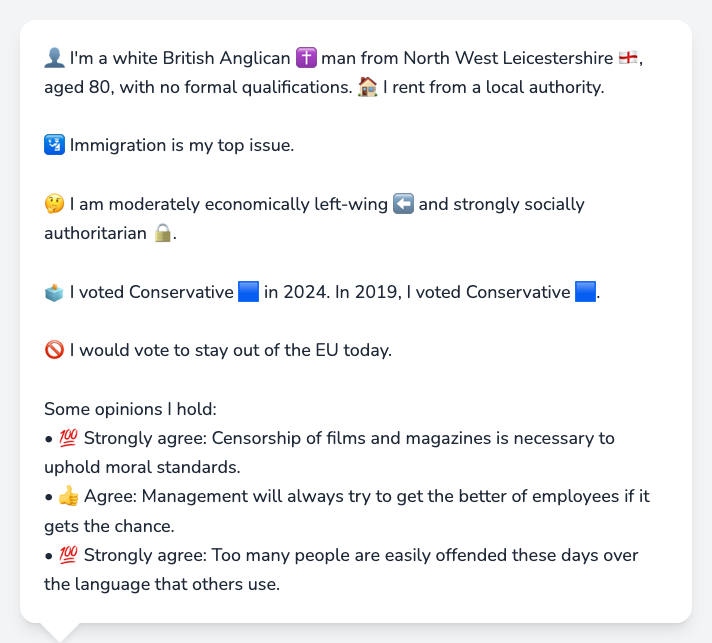 👤 I'm a white British Anglican ✝️ man from North West Leicestershire 🏴󠁧󠁢󠁥󠁮󠁧󠁿,
aged 80, with no formal qualifications. 🏠 I rent from a local authority.
🛂 Immigration is my top issue.
🤔 I am moderately economically left-wing ⬅️ and strongly socially
authoritarian 🔒.
🗳️ I voted Conservative 🟦 in 2024. In 2019, I voted Conservative 🟦.
🚫 I would vote to stay out of the EU today.
Some opinions I hold:
• 💯 Strongly agree: Censorship of films and magazines is necessary to
uphold moral standards.
• 👍 Agree: Management will always try to get the better of employees if it
gets the chance.
• 💯 Strongly agree: Too many people are easily offended these days over
the language that others use.